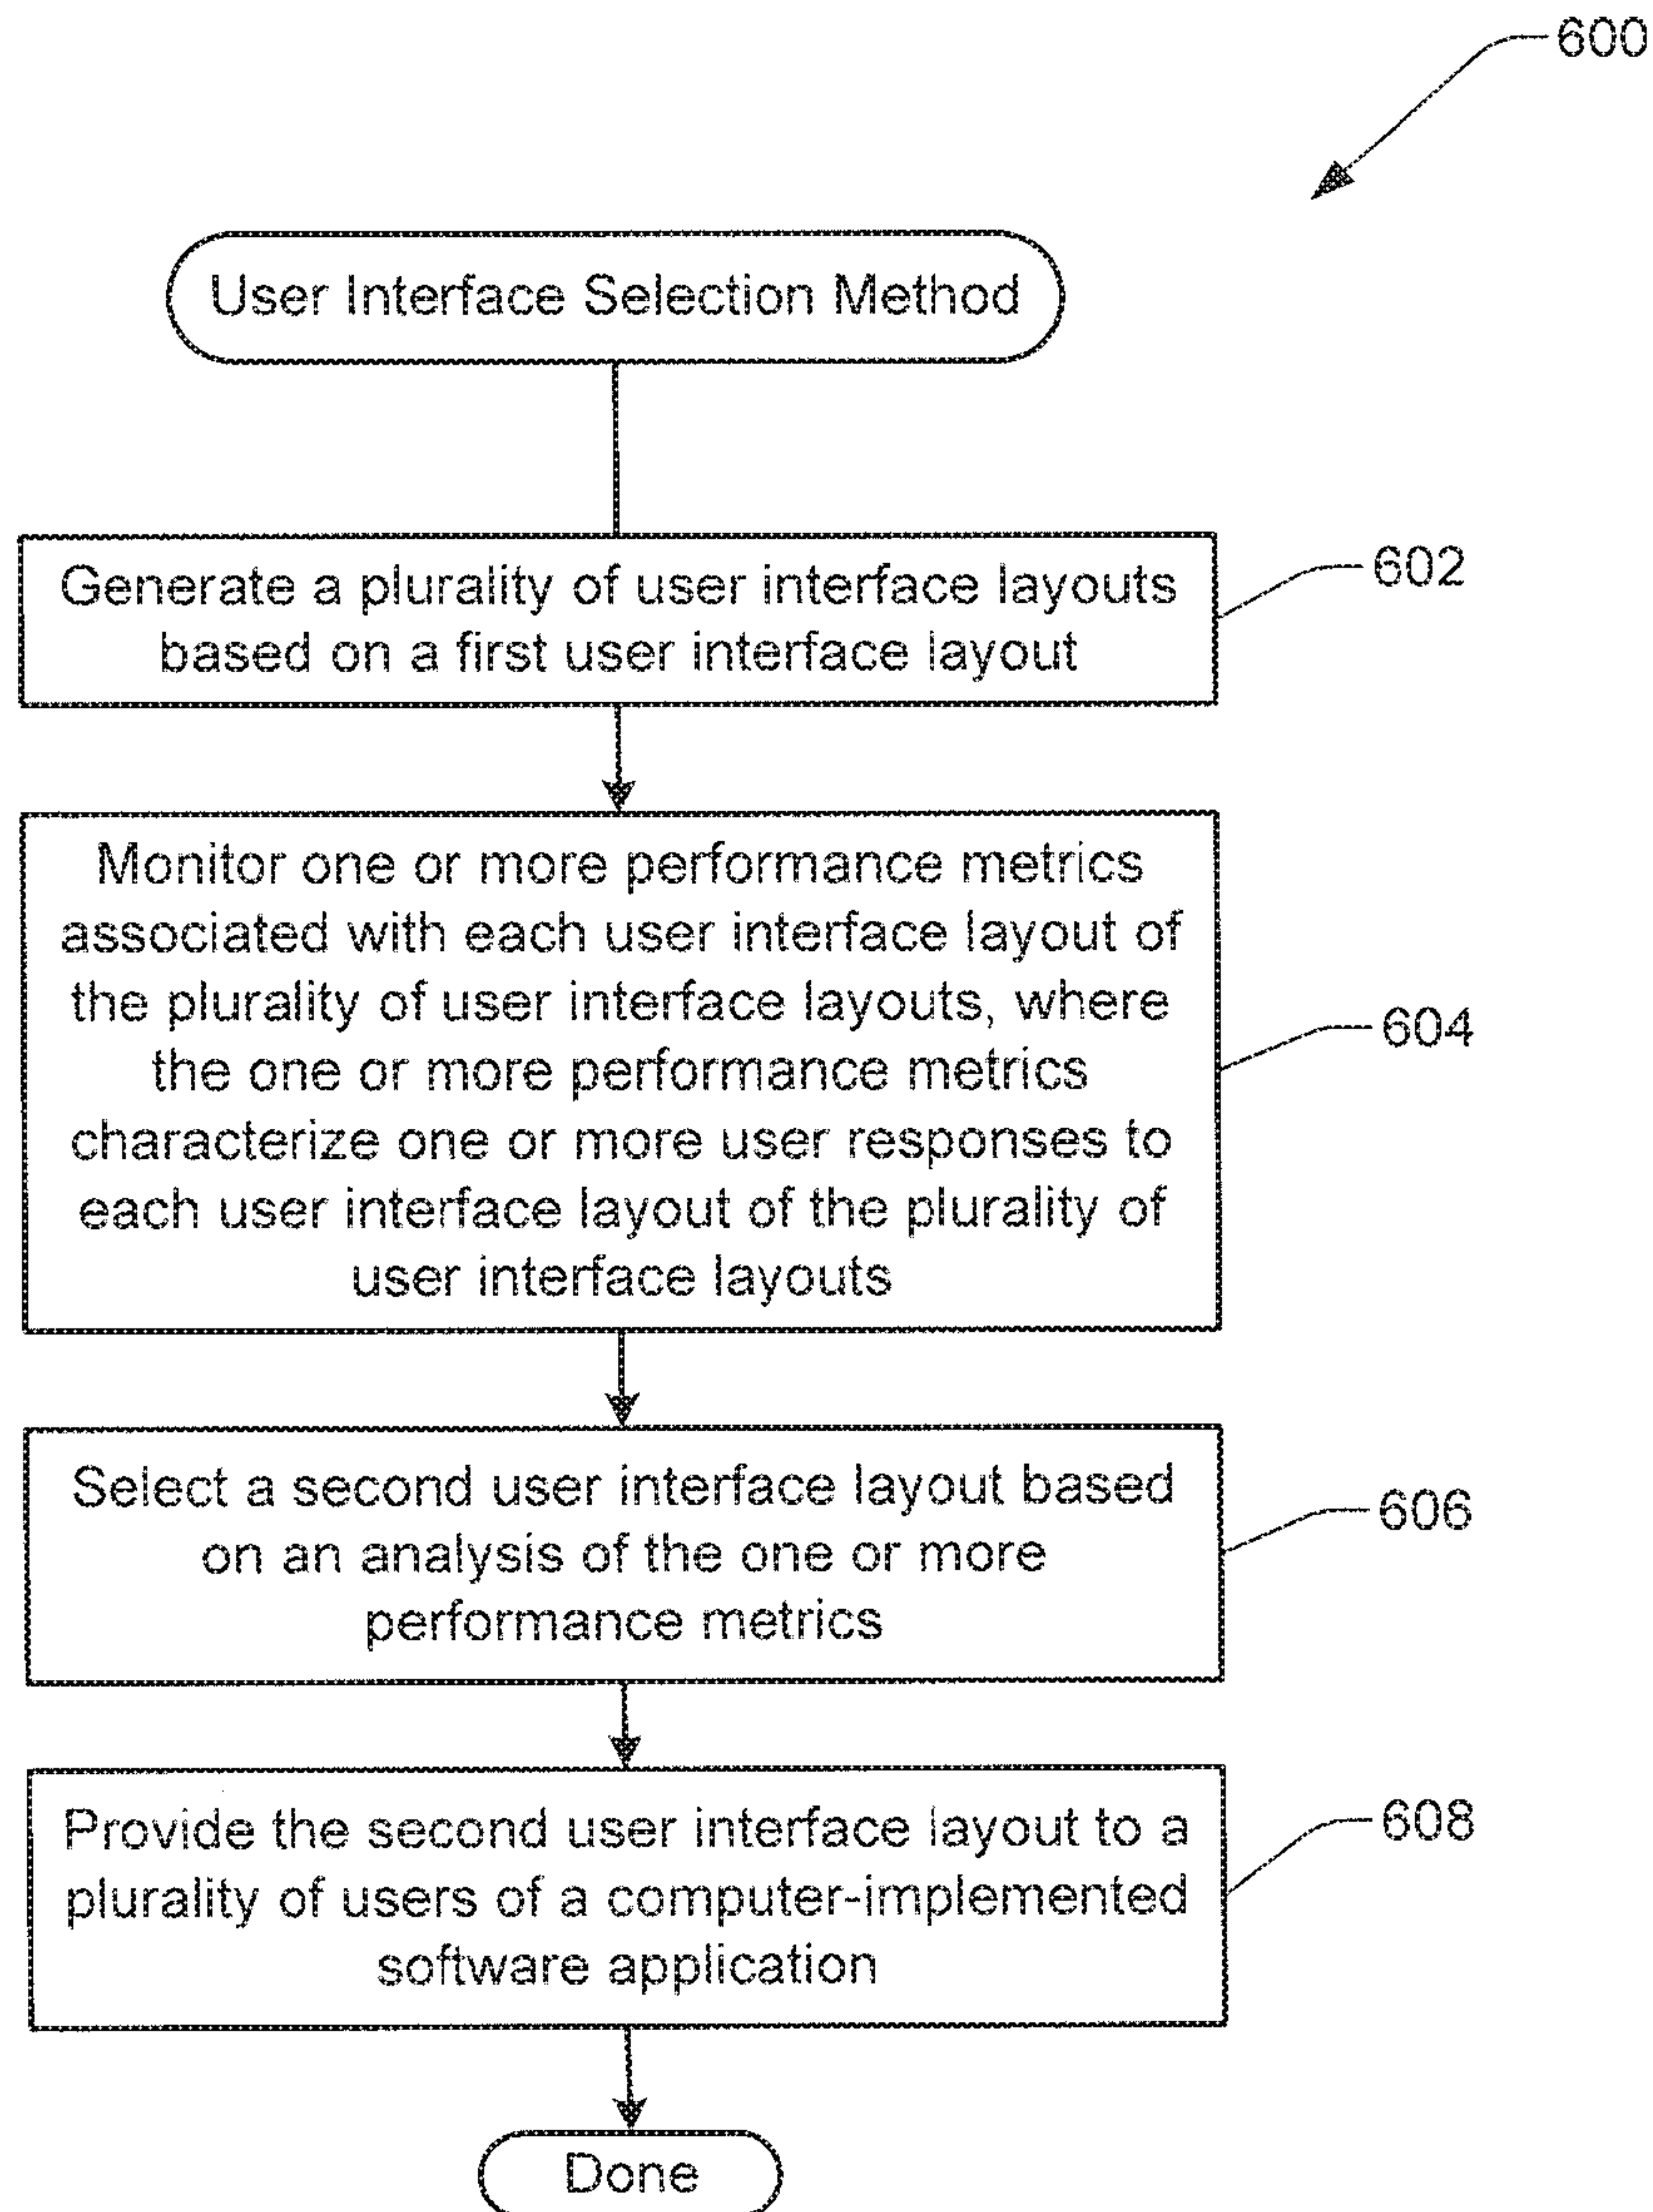 600
User Interface Selection Method
Generate a plurality of user interface layouts
based on a first user interface layout
602
Monitor one or more performance metrics
associated with each user interface layout of
the plurality of user interface layouts, where
the one or more performance metrics
characterize one or more user responses to
each user interface layout of the plurality of
user interface layouts
604
Select a second user interface layout based
on an analysis of the one or more
performance metrics
606
Provide the second user interface layout to a
plurality of users of a computer-implemented
software application
608
Done